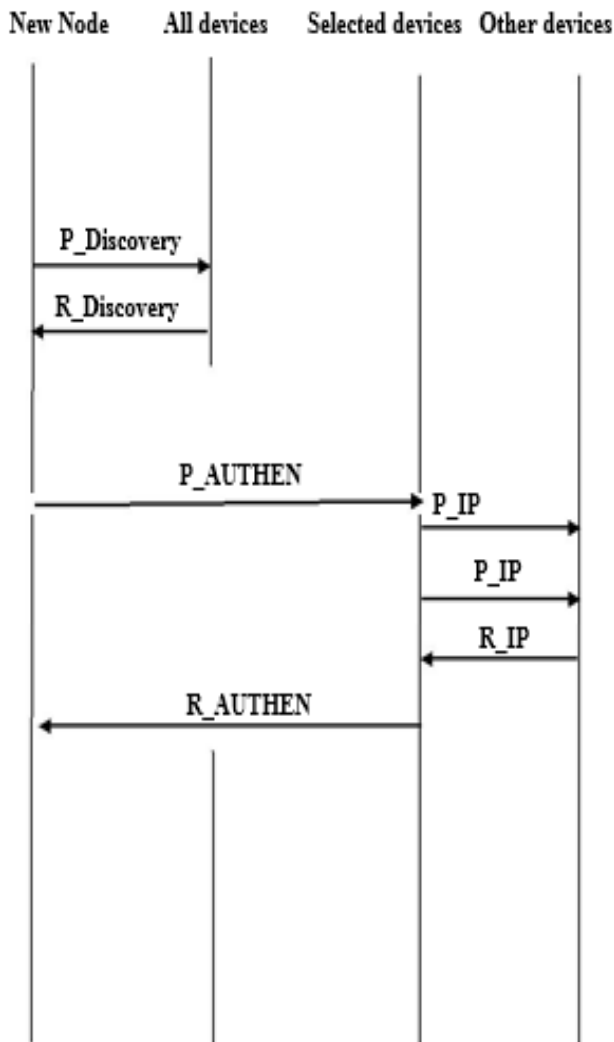 New Node All devices Selected devices Other devices
P_Discovery
R_Discovery
P_AUTHEN
P_IP
P_IP
R_IP
R_AUTHEN